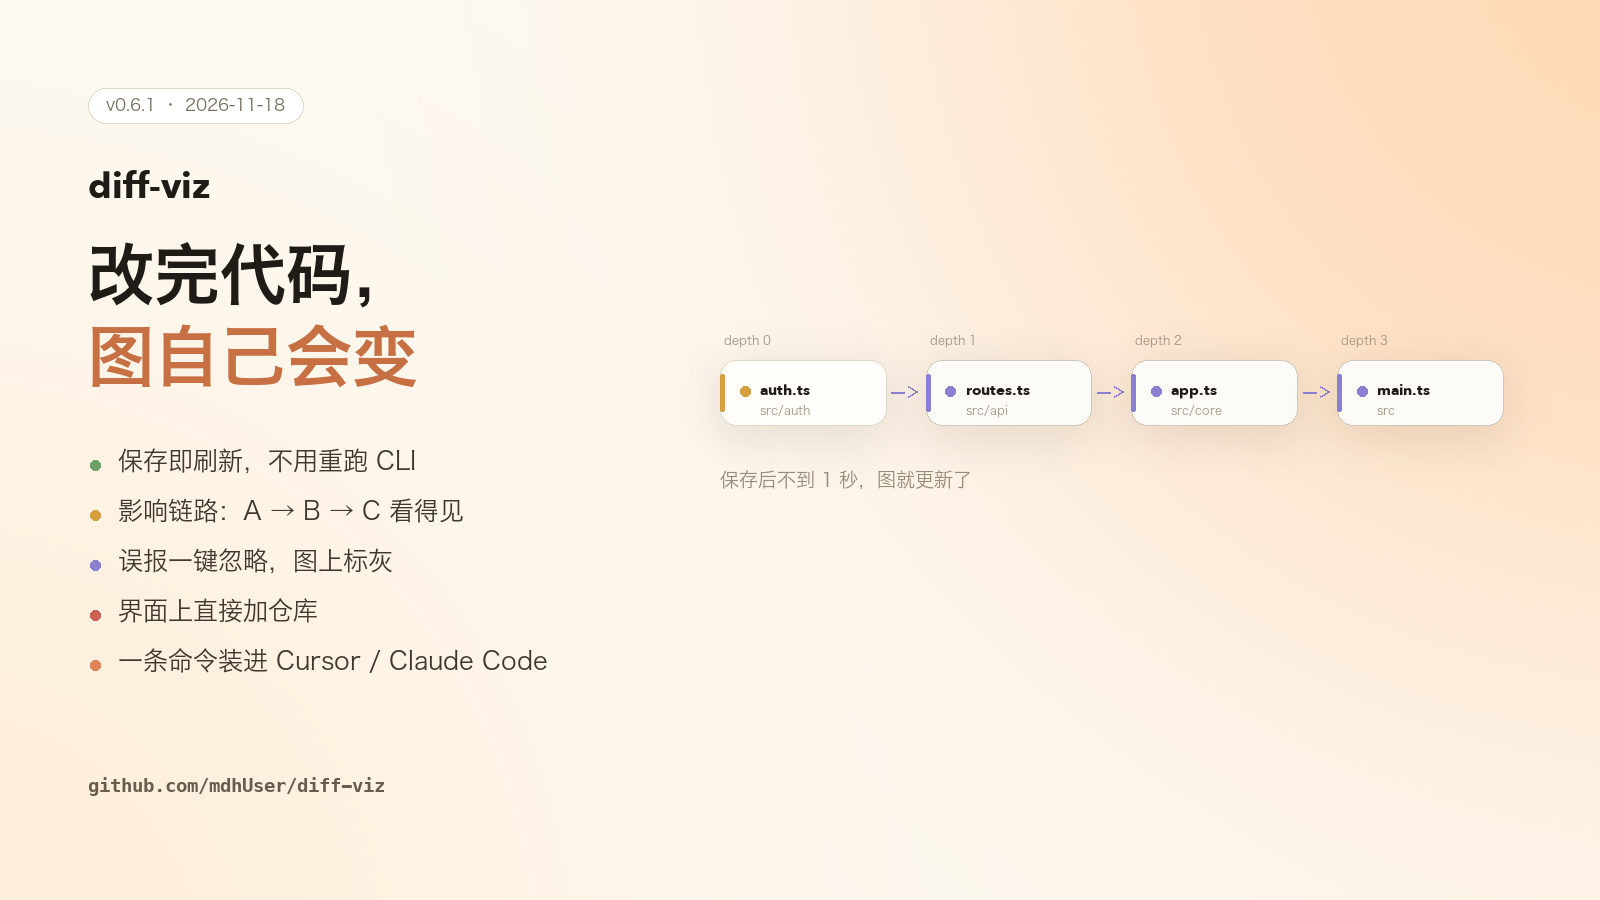 v0.6.1 · 2026-11-18
diff-viz
改完代码，
图自己会变
保存即刷新，不用重跑 CLI
影响链路：A → B → C 看得见
误报一键忽略，图上标灰
界面上直接加仓库
一条命令装进 Cursor / Claude Code
github.com/mdhUser/diff-viz
depth 0
auth.ts
src/auth
depth 1
routes.ts
src/api
depth 2
app.ts
src/core
depth 3
main.ts
src
保存后不到 1 秒，图就更新了